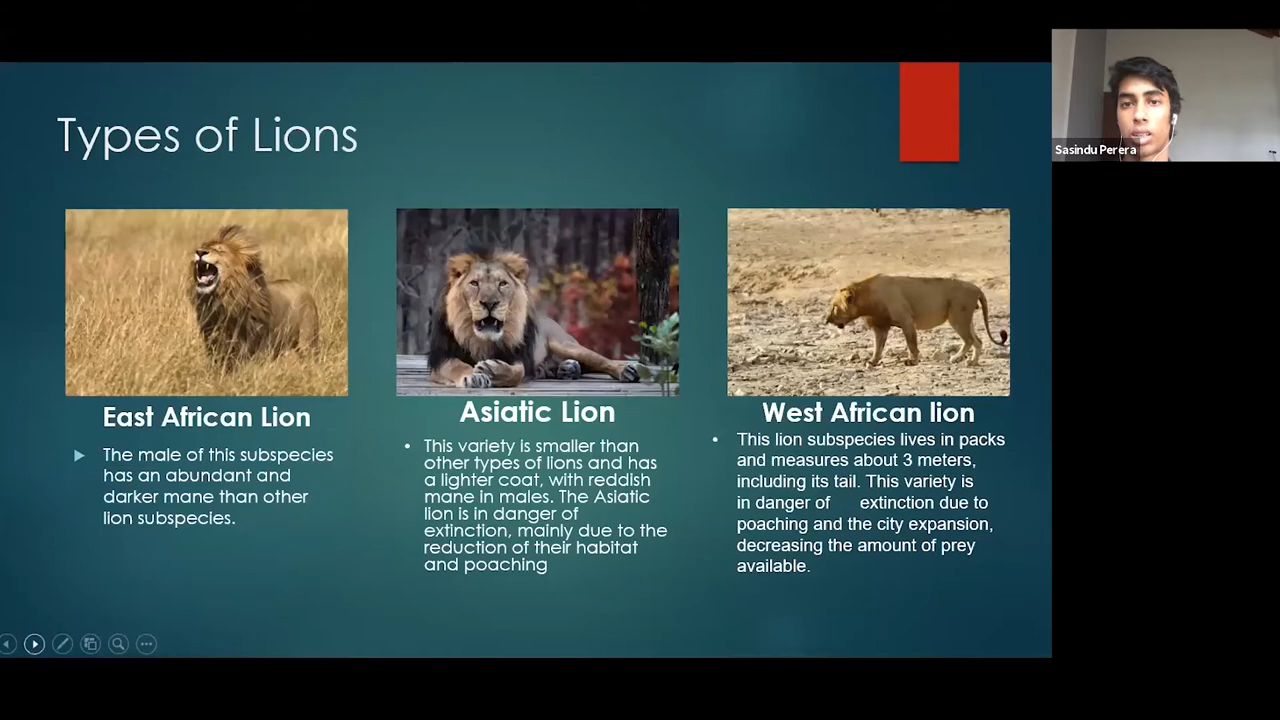 Types of Lions
Sasindu Perera
East African Lion
The male of this subspecies
has an abundant and
darker mane than other
lion subspecies.
Asiatic Lion
• This variety is smaller than
other types of lions and has
a lighter coat, with reddish
mane in males. The Asiatic
lion is in danger of
extinction, mainly due to the
reduction of their habitat
and poaching
West African lion
• This lion subspecies lives in packs
and measures about 3 meters,
including its tail. This variety is
in danger of extinction due to
poaching and the city expansion,
decreasing the amount of prey
available.